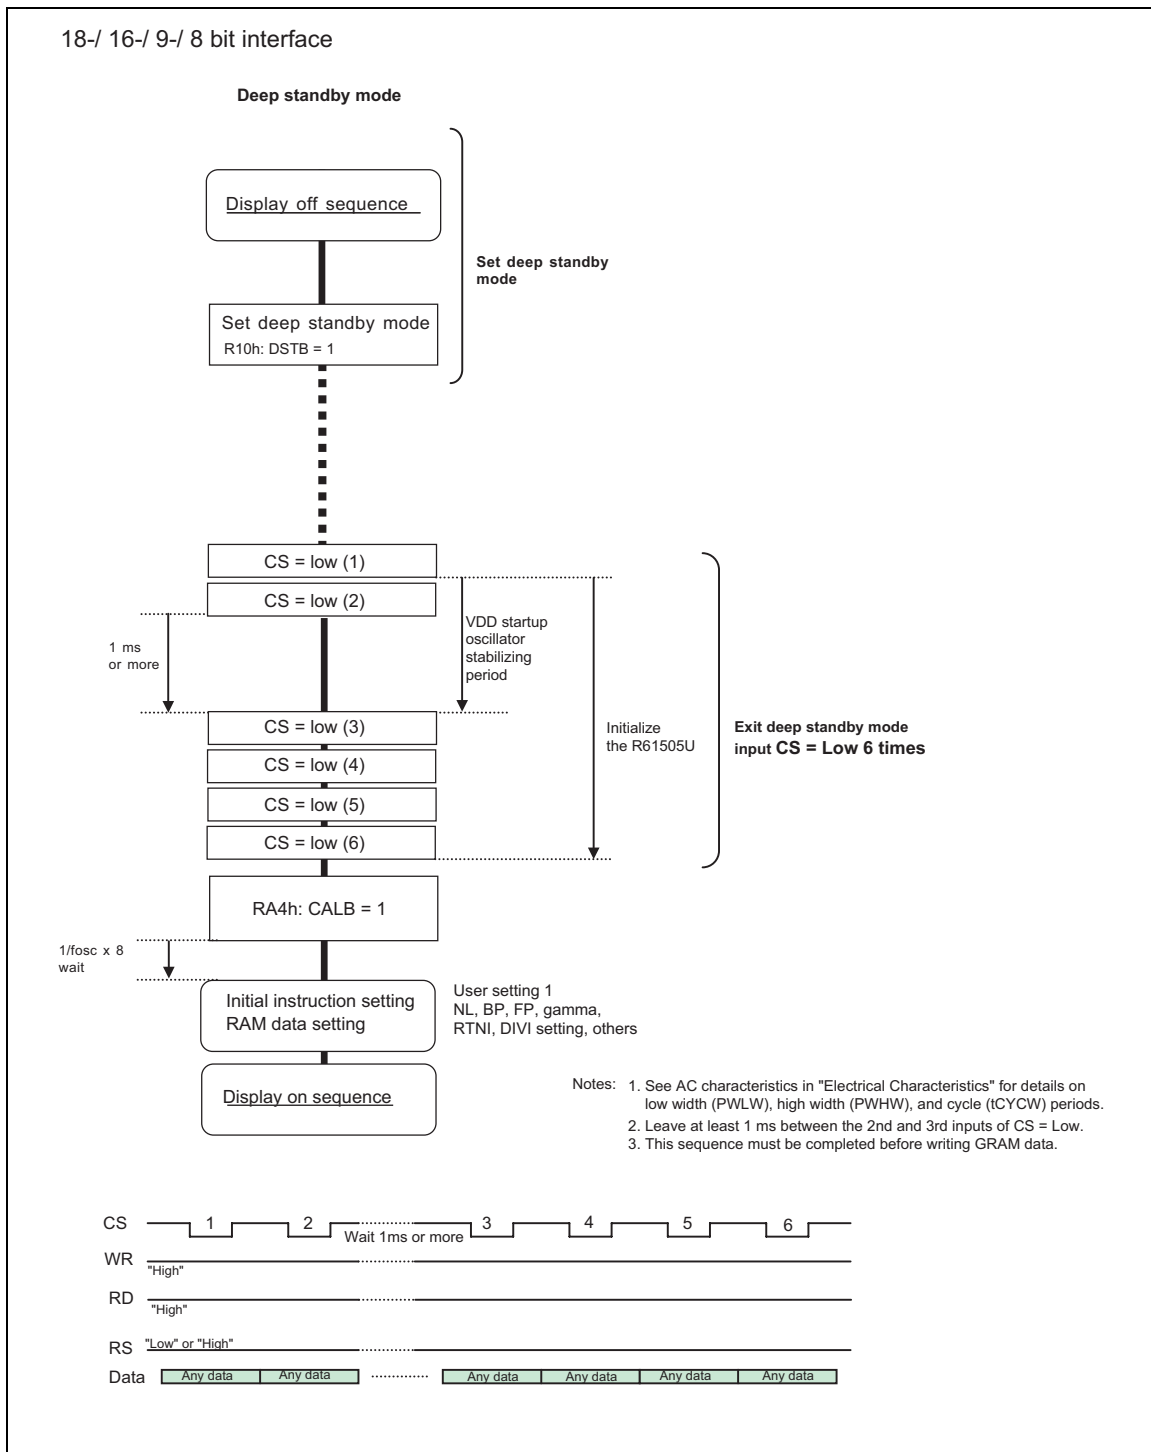 18-/ 16-/ 9-/ 8 bit interface
Deep standby mode
Display off sequence
Set deep standby
mode
Set deep standby mode
R10h: DSTB = 1
CS = low (1)
CS = low (2)
1 ms
or more
VDD startup
oscillator
stabilizing
period
CS = low (3)
CS = low (4)
CS = low (5)
CS = low (6)
Initialize
the R61505U
Exit deep standby mode
input CS = Low 6 times
RA4h: CALB = 1
1/fosc x 8
wait
Initial instruction setting
RAM data setting
User setting 1
NL, BP, FP, gamma,
RTNI, DIVI setting, others
Display on sequence
Notes: 1. See AC characteristics in "Electrical Characteristics" for details on
low width (PWLW), high width (PWHW), and cycle (tCYCW) periods.
2. Leave at least 1 ms between the 2nd and 3rd inputs of CS = Low.
3. This sequence must be completed before writing GRAM data.
CS 1 2 3 4 5 6
Wait 1ms or more
WR
"High"
RD
"High"
RS "Low" or "High"
Data Any data Any data Any data Any data Any data Any data